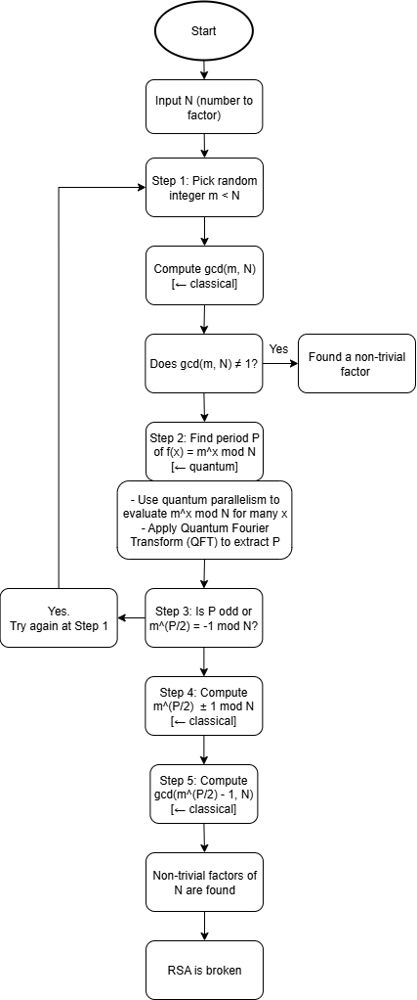 Start
Input N (number to
factor)
Step 1: Pick random
integer m < N
Compute gcd(m, N)
[← classical]
Does gcd(m, N) ≠ 1?
Yes
Found a non-trivial
factor
Step 2: Find period P
of f(x) = m^x mod N
[← quantum]
- Use quantum parallelism to
evaluate m^x mod N for many x
- Apply Quantum Fourier
Transform (QFT) to extract P
Step 3: Is P odd or
m^(P/2) = -1 mod N?
Yes.
Try again at Step 1
Step 4: Compute
m^(P/2) ± 1 mod N
[← classical]
Step 5: Compute
gcd(m^(P/2) - 1, N)
[← classical]
Non-trivial factors of
N are found
RSA is broken